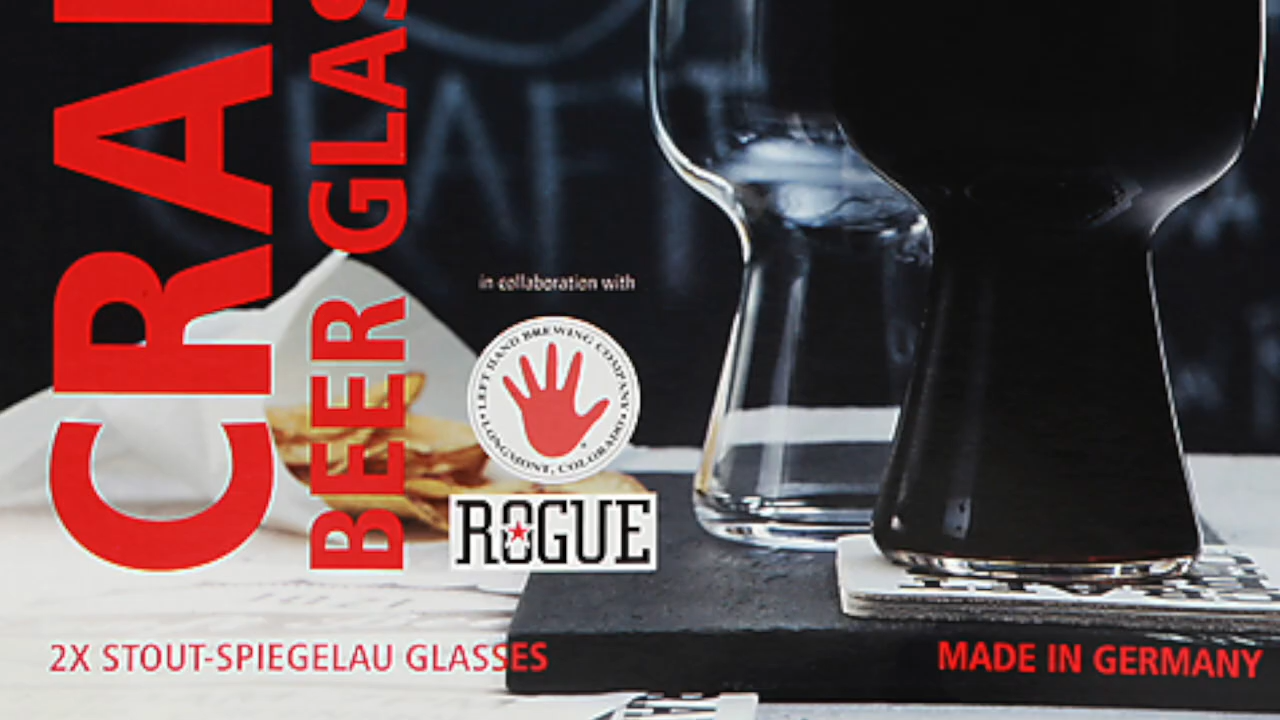 CRA
BEER GLAS
in collaboration with
LEFT HAND BREWING COMPANY
• LONGMONT, COLORADO •
ROGUE
2X STOUT-SPIEGELAU GLASSES
MADE IN GERMANY